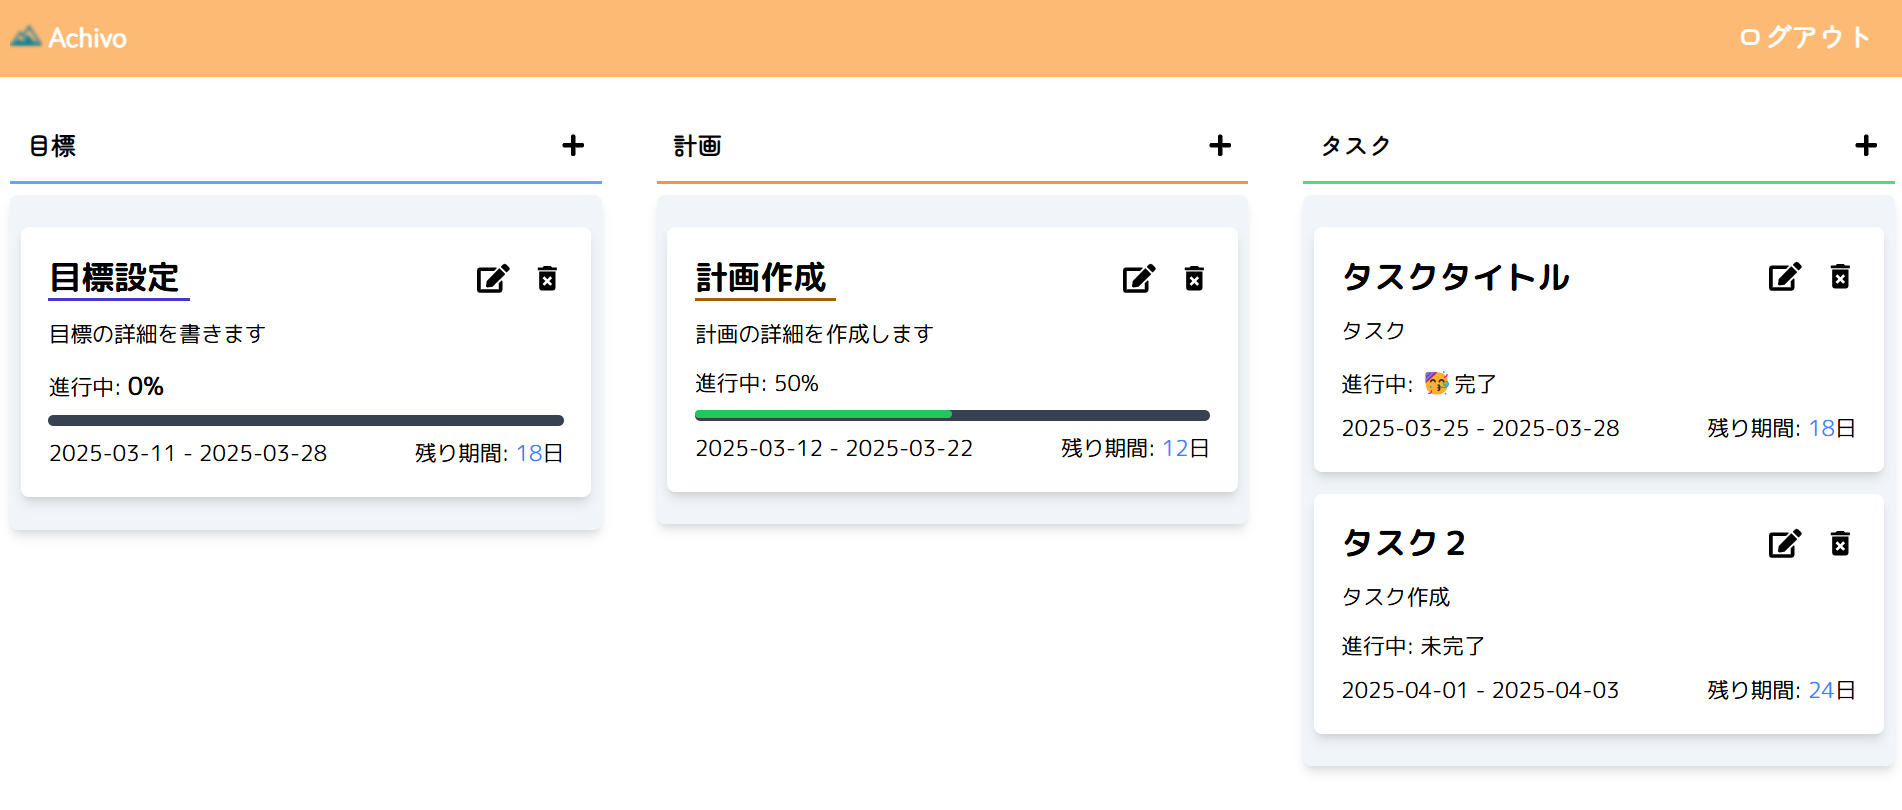 Achivo
ログアウト
目標
目標設定
目標の詳細を書きます
進行中: 0%
2025-03-11 - 2025-03-28 残り期間: 18日
計画
計画作成
計画の詳細を作成します
進行中: 50%
2025-03-12 - 2025-03-22 残り期間: 12日
タスク
タスクタイトル
タスク
進行中: 🥳 完了
2025-03-25 - 2025-03-28 残り期間: 18日
タスク２
タスク作成
進行中: 未完了
2025-04-01 - 2025-04-03 残り期間: 24日